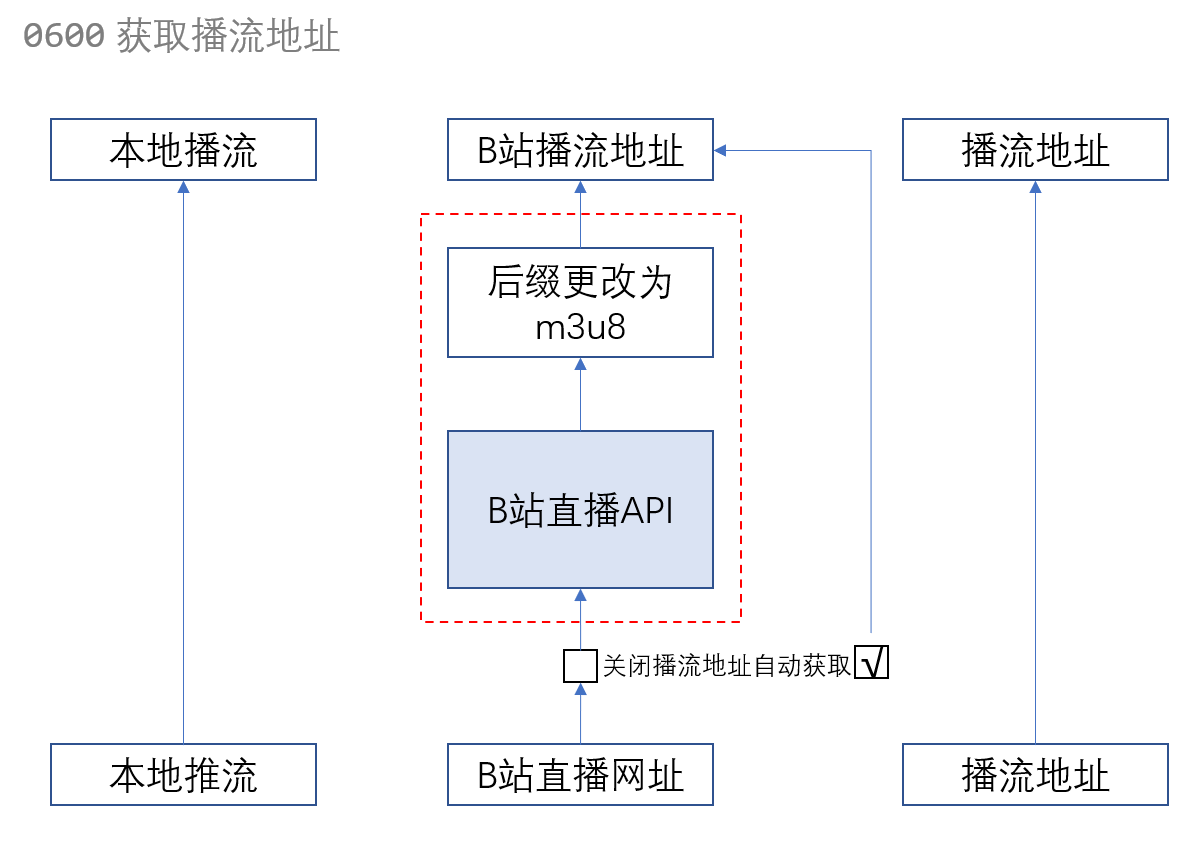 0600 获取播流地址
本地播流
B站播流地址
播流地址
后缀更改为
m3u8
B站直播API
关闭播流地址自动获取 √
本地推流
B站直播网址
播流地址